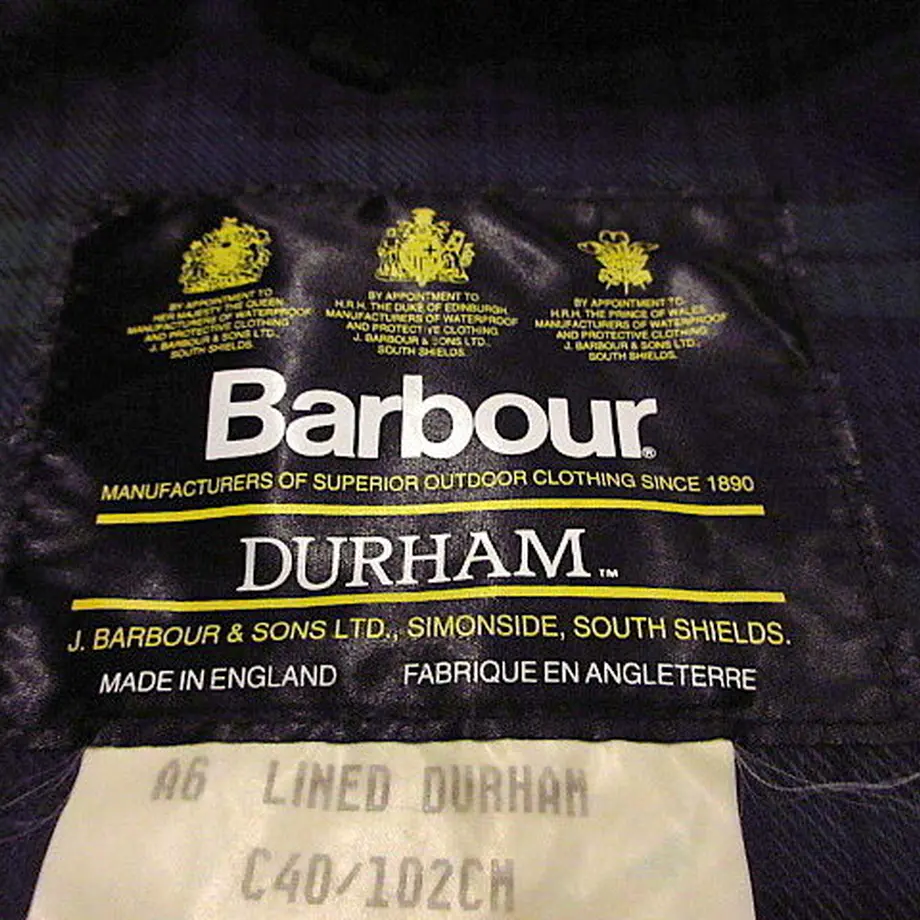 BY APPOINTMENT TO
HER MAJESTY THE QUEEN
MANUFACTURERS OF WATERPROOF
AND PROTECTIVE CLOTHING
J. BARBOUR & SONS LTD.,
SOUTH SHIELDS.
BY APPOINTMENT TO
H.R.H. THE DUKE OF EDINBURGH
MANUFACTURERS OF WATERPROOF
AND PROTECTIVE CLOTHING
J. BARBOUR & SONS LTD.,
SOUTH SHIELDS.
BY APPOINTMENT TO
H.R.H. THE PRINCE OF WALES
MANUFACTURERS OF WATERPROOF
AND PROTECTIVE CLOTHING
J. BARBOUR & SONS LTD.,
SOUTH SHIELDS.
Barbour®
MANUFACTURERS OF SUPERIOR OUTDOOR CLOTHING SINCE 1890
DURHAM™
J. BARBOUR & SONS LTD., SIMONSIDE, SOUTH SHIELDS.
MADE IN ENGLAND FABRIQUE EN ANGLETERRE
A6 LINED DURHAM
C40/102CM